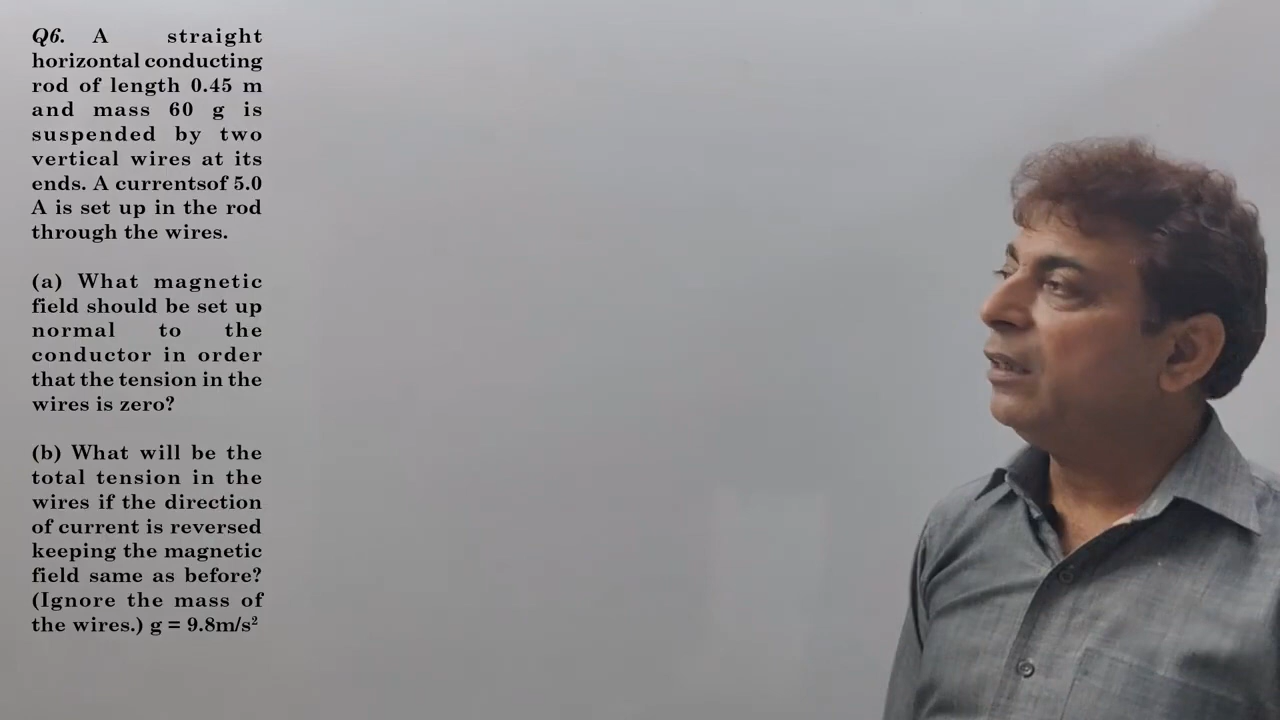 Q6. A straight
horizontal conducting
rod of length 0.45 m
and mass 60 g is
suspended by two
vertical wires at its
ends. A currentsof 5.0
A is set up in the rod
through the wires.
(a) What magnetic
field should be set up
normal to the
conductor in order
that the tension in the
wires is zero?
(b) What will be the
total tension in the
wires if the direction
of current is reversed
keeping the magnetic
field same as before?
(Ignore the mass of
the wires.) g = 9.8m/s²